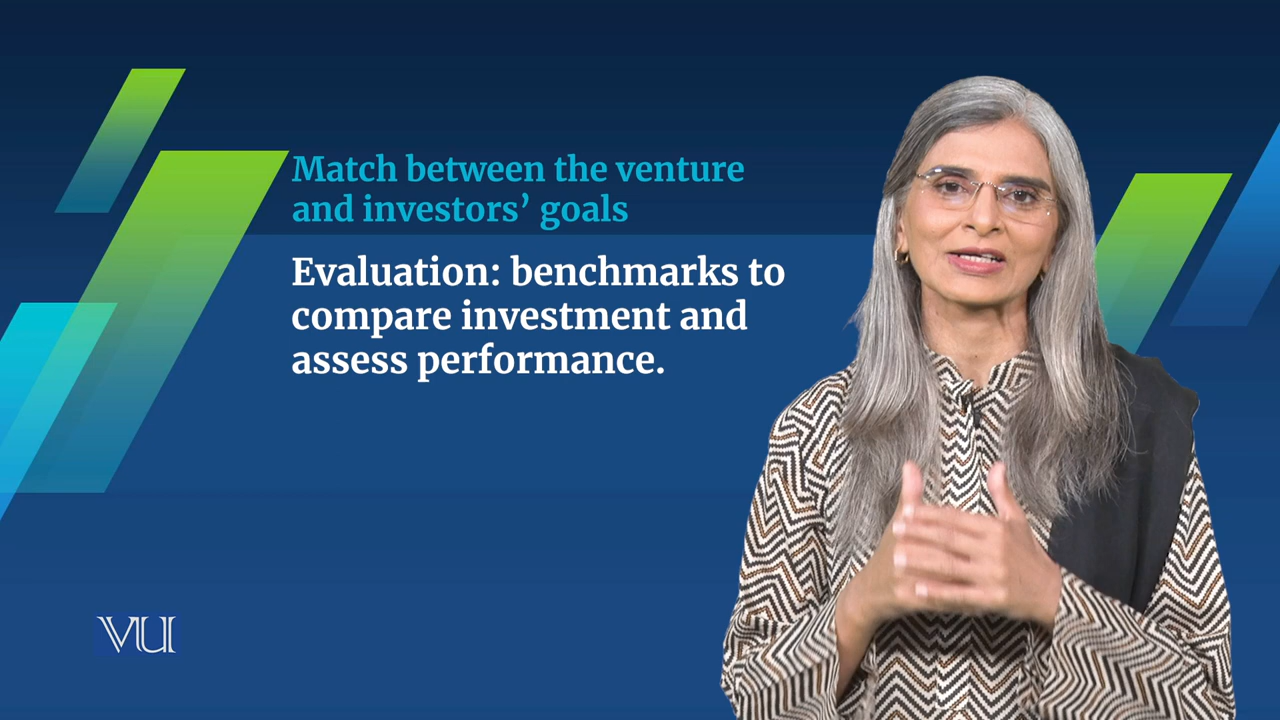 Match between the venture
and investors’ goals
Evaluation: benchmarks to
compare investment and
assess performance.
VU